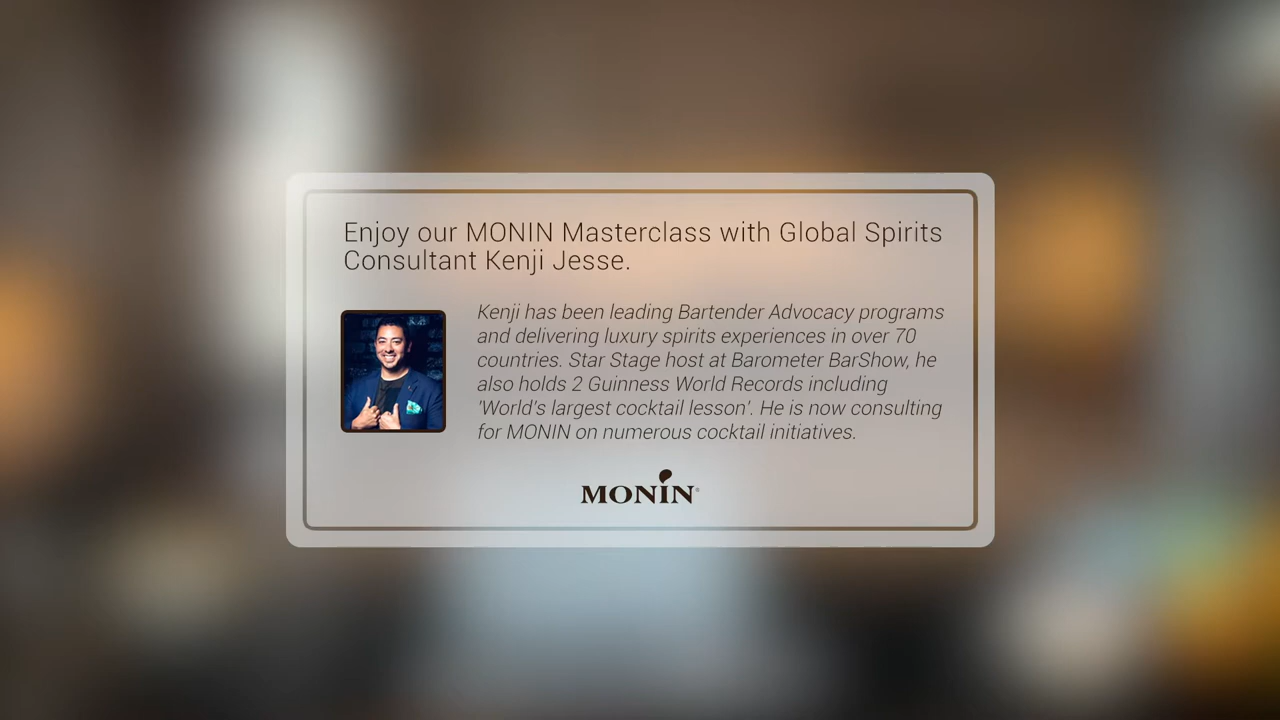 Enjoy our MONIN Masterclass with Global Spirits
Consultant Kenji Jesse.
Kenji has been leading Bartender Advocacy programs
and delivering luxury spirits experiences in over 70
countries. Star Stage host at Barometer BarShow, he
also holds 2 Guinness World Records including
'World's largest cocktail lesson'. He is now consulting
for MONIN on numerous cocktail initiatives.
MONIN®